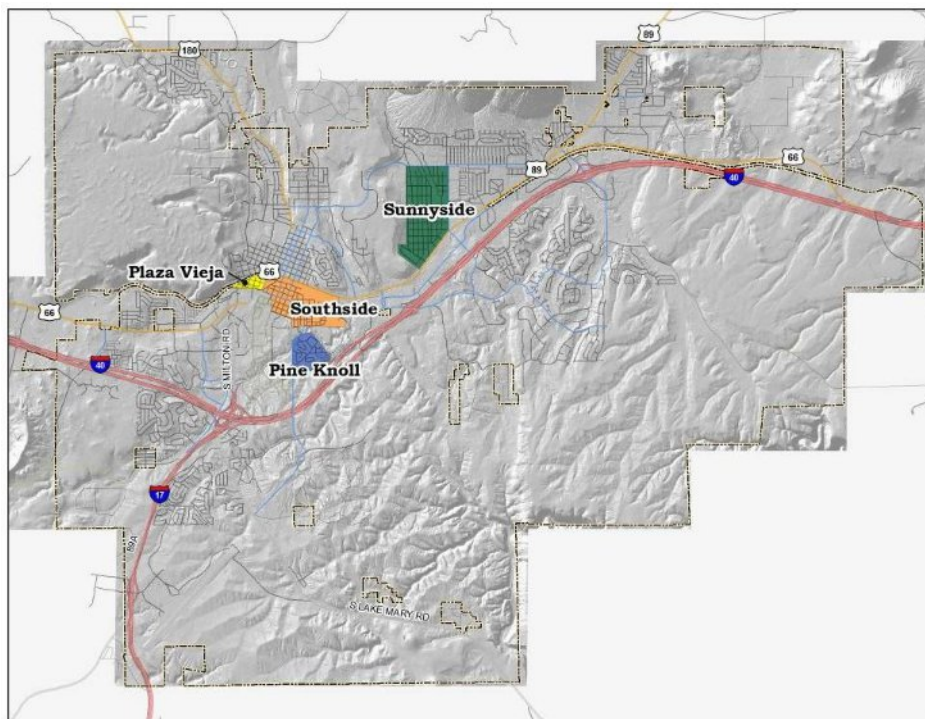 180
89
89
66
40
Sunnyside
Plaza Vieja
66
Southside
66
S MILTON RD
40
Pine Knoll
17
89A
S LAKE MARY RD